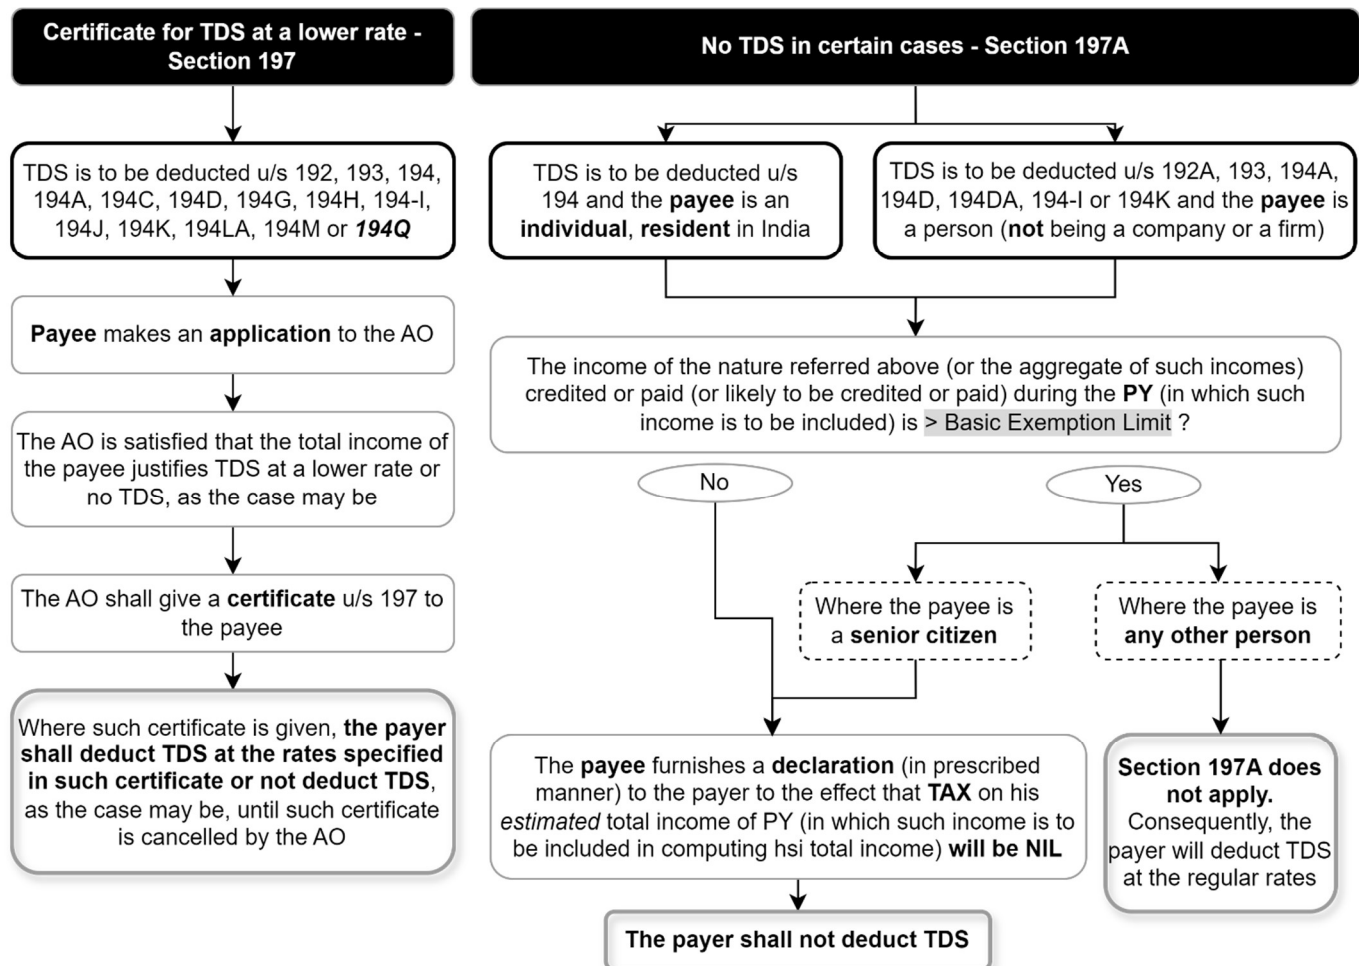 Certificate for TDS at a lower rate -
Section 197
TDS is to be deducted u/s 192, 193, 194,
194A, 194C, 194D, 194G, 194H, 194-I,
194J, 194K, 194LA, 194M or 194Q
Payee makes an application to the AO
The AO is satisfied that the total income of
the payee justifies TDS at a lower rate or
no TDS, as the case may be
The AO shall give a certificate u/s 197 to
the payee
Where such certificate is given, the payer
shall deduct TDS at the rates specified
in such certificate or not deduct TDS,
as the case may be, until such certificate
is cancelled by the AO
No TDS in certain cases - Section 197A
TDS is to be deducted u/s
194 and the payee is an
individual, resident in India
TDS is to be deducted u/s 192A, 193, 194A,
194D, 194DA, 194-I or 194K and the payee is
a person (not being a company or a firm)
The income of the nature referred above (or the aggregate of such incomes)
credited or paid (or likely to be credited or paid) during the PY (in which such
income is to be included) is > Basic Exemption Limit ?
No
Yes
Where the payee is
a senior citizen
Where the payee is
any other person
The payee furnishes a declaration (in prescribed
manner) to the payer to the effect that TAX on his
estimated total income of PY (in which such income is to
be included in computing hsi total income) will be NIL
Section 197A does
not apply.
Consequently, the
payer will deduct TDS
at the regular rates
The payer shall not deduct TDS